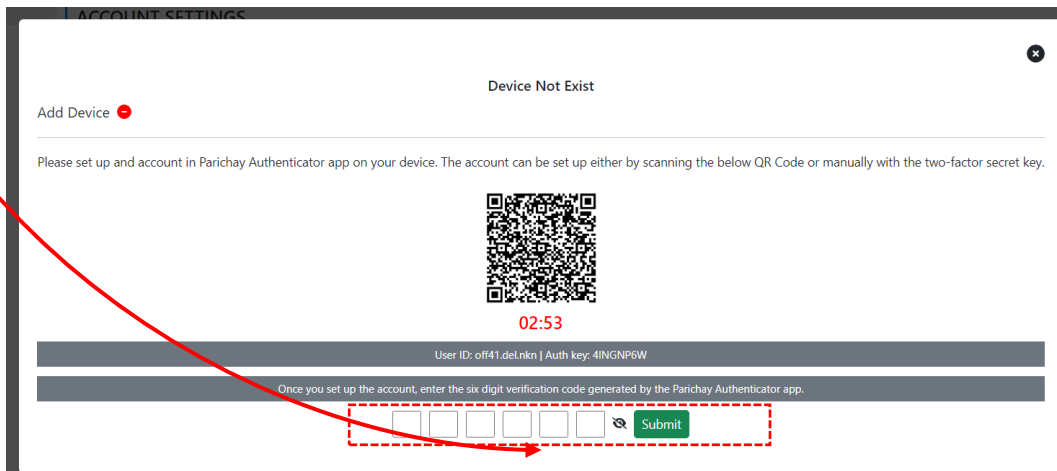 ACCOUNT SETTINGS
Device Not Exist
Add Device
Please set up and account in Parichay Authenticator app on your device. The account can be set up either by scanning the below QR Code or manually with the two-factor secret key.
02:53
User ID: off41.del.nkn | Auth key: 4INGNP6W
Once you set up the account, enter the six digit verification code generated by the Parichay Authenticator app.
Submit